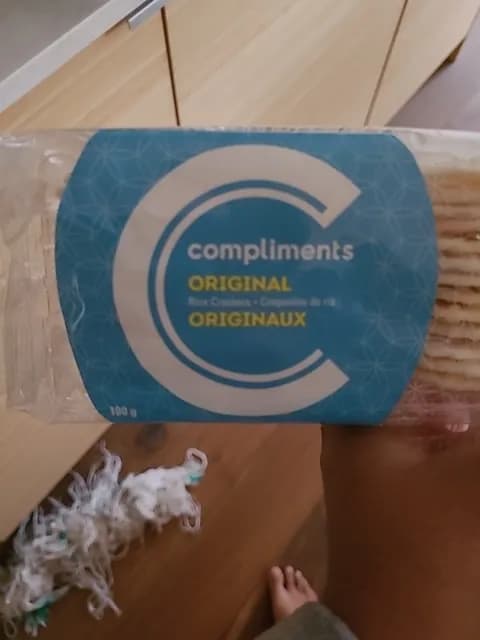 compliments
ORIGINAL
Rice Crackers • Craquelins de riz
ORIGINAUX
100 g